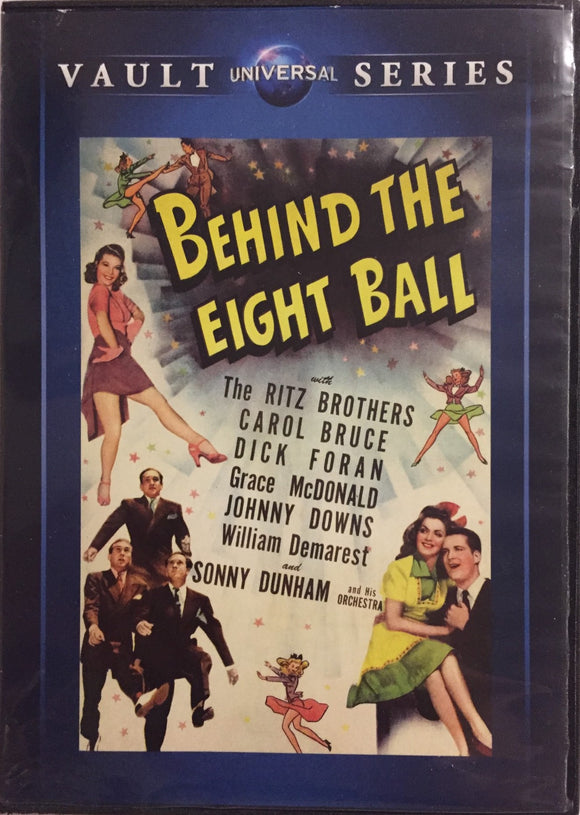 VAULT UNIVERSAL SERIES
BEHIND THE
EIGHT BALL
with
The RITZ BROTHERS
CAROL BRUCE
DICK FORAN
Grace McDONALD
JOHNNY DOWNS
William Demarest
and
SONNY DUNHAM and His ORCHESTRA